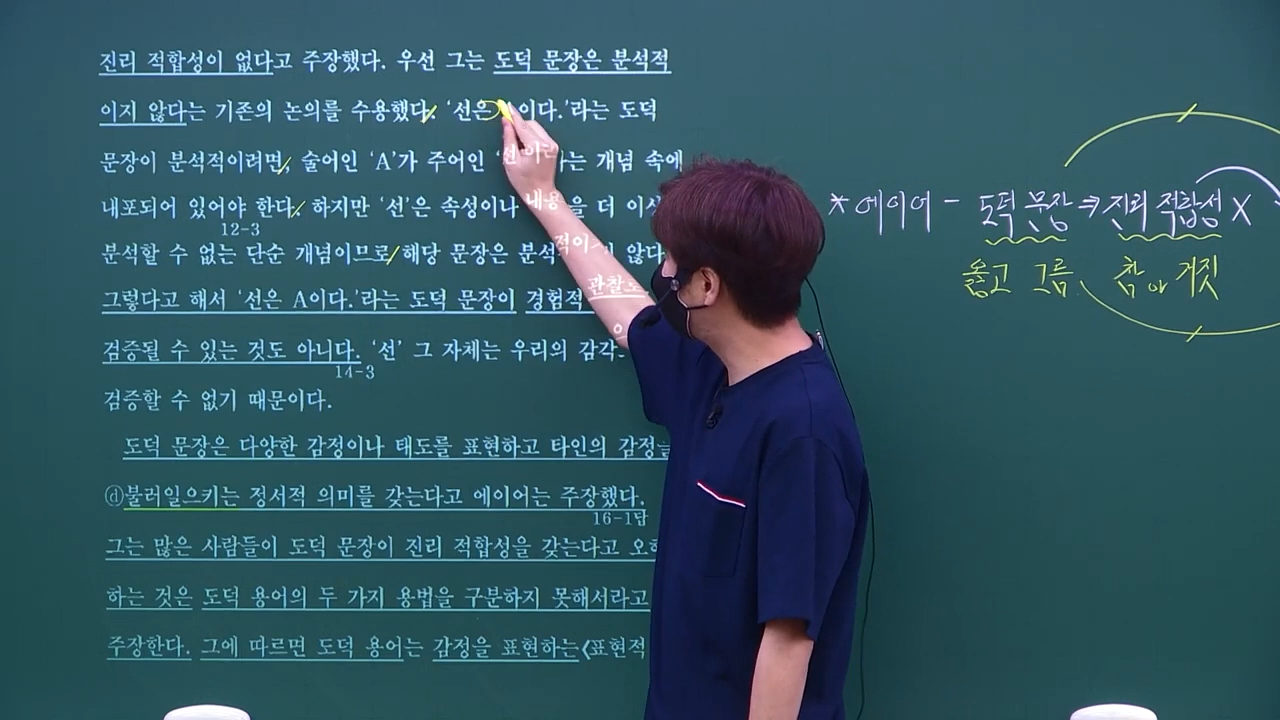 진리 적합성이 없다고 주장했다. 우선 그는 도덕 문장은 분석적
이지 않다는 기존의 논의를 수용했다. ‘선은 이다.’라는 도덕
문장이 분석적이려면, 술어인 ‘A’가 주어인 ‘선’이라는 개념 속에
내포되어 있어야 한다. 하지만 ‘선’은 속성이나 내용을 더 이상
12-3
분석할 수 없는 단순 개념이므로 해당 문장은 분석적이지 않다
그렇다고 해서 ‘선은 A이다.’라는 도덕 문장이 경험적 관찰로
검증될 수 있는 것도 아니다. ‘선’ 그 자체는 우리의 감각
14-3
검증할 수 없기 때문이다.
도덕 문장은 다양한 감정이나 태도를 표현하고 타인의 감정을
ⓓ불러일으키는 정서적 의미를 갖는다고 에이어는 주장했다.
16-1답
그는 많은 사람들이 도덕 문장이 진리 적합성을 갖는다고 오해
하는 것은 도덕 용어의 두 가지 용법을 구분하지 못해서라고
주장한다. 그에 따르면 도덕 용어는 감정을 표현하는《표현적
* 에이어 - 도덕 문장 ⇒ 진리 적합성 X
옳고 그름 참 or 거짓